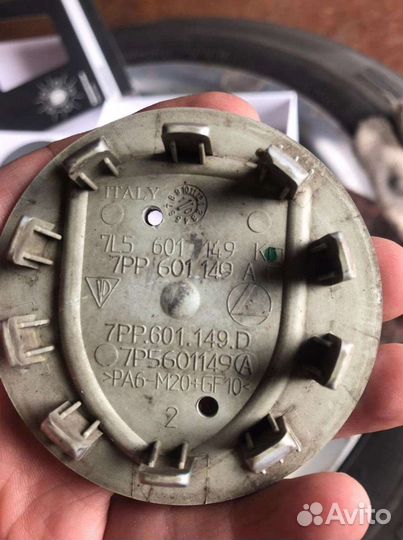 ITALY
7L5 601 149 K
7PP.601.149 A
7PP.601.149.D
7P5601149 A
>PA6-M20+GF10<
2
Avito